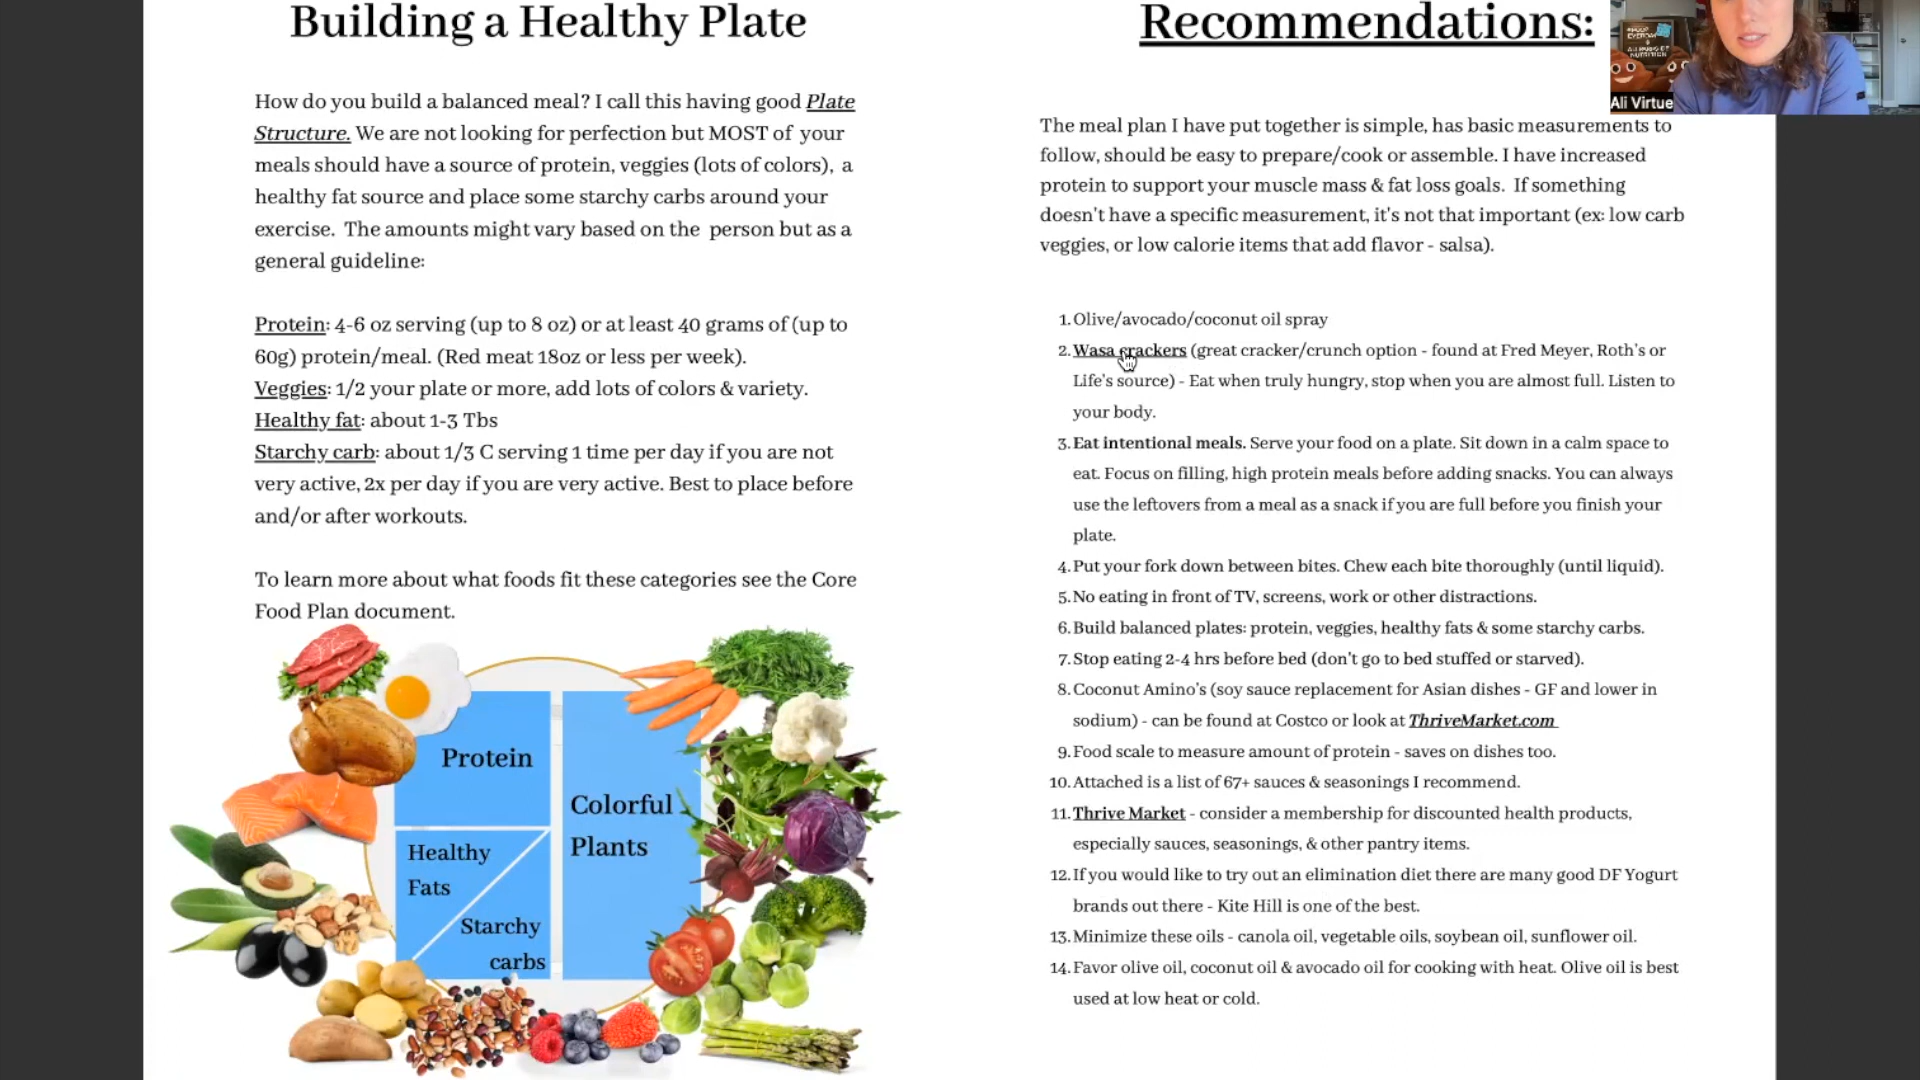 Building a Healthy Plate
How do you build a balanced meal? I call this having good Plate
Structure. We are not looking for perfection but MOST of your
meals should have a source of protein, veggies (lots of colors), a
healthy fat source and place some starchy carbs around your
exercise. The amounts might vary based on the person but as a
general guideline:
Protein: 4-6 oz serving (up to 8 oz) or at least 40 grams of (up to
60g) protein/meal. (Red meat 18oz or less per week).
Veggies: 1/2 your plate or more, add lots of colors & variety.
Healthy fat: about 1-3 Tbs
Starchy carb: about 1/3 C serving 1 time per day if you are not
very active, 2x per day if you are very active. Best to place before
and/or after workouts.
To learn more about what foods fit these categories see the Core
Food Plan document.
Protein
Colorful
Plants
Healthy
Fats
Starchy
carbs
Recommendations:
Ali Virtue
The meal plan I have put together is simple, has basic measurements to
follow, should be easy to prepare/cook or assemble. I have increased
protein to support your muscle mass & fat loss goals. If something
doesn't have a specific measurement, it's not that important (ex: low carb
veggies, or low calorie items that add flavor - salsa).
1. Olive/avocado/coconut oil spray
2. Wasa crackers (great cracker/crunch option - found at Fred Meyer, Roth's or
Life's source) - Eat when truly hungry, stop when you are almost full. Listen to
your body.
3. Eat intentional meals. Serve your food on a plate. Sit down in a calm space to
eat. Focus on filling, high protein meals before adding snacks. You can always
use the leftovers from a meal as a snack if you are full before you finish your
plate.
4. Put your fork down between bites. Chew each bite thoroughly (until liquid).
5. No eating in front of TV, screens, work or other distractions.
6. Build balanced plates: protein, veggies, healthy fats & some starchy carbs.
7. Stop eating 2-4 hrs before bed (don't go to bed stuffed or starved).
8. Coconut Amino's (soy sauce replacement for Asian dishes - GF and lower in
sodium) - can be found at Costco or look at ThriveMarket.com
9. Food scale to measure amount of protein - saves on dishes too.
10. Attached is a list of 67+ sauces & seasonings I recommend.
11. Thrive Market - consider a membership for discounted health products,
especially sauces, seasonings, & other pantry items.
12. If you would like to try out an elimination diet there are many good DF Yogurt
brands out there - Kite Hill is one of the best.
13. Minimize these oils - canola oil, vegetable oils, soybean oil, sunflower oil.
14. Favor olive oil, coconut oil & avocado oil for cooking with heat. Olive oil is best
used at low heat or cold.